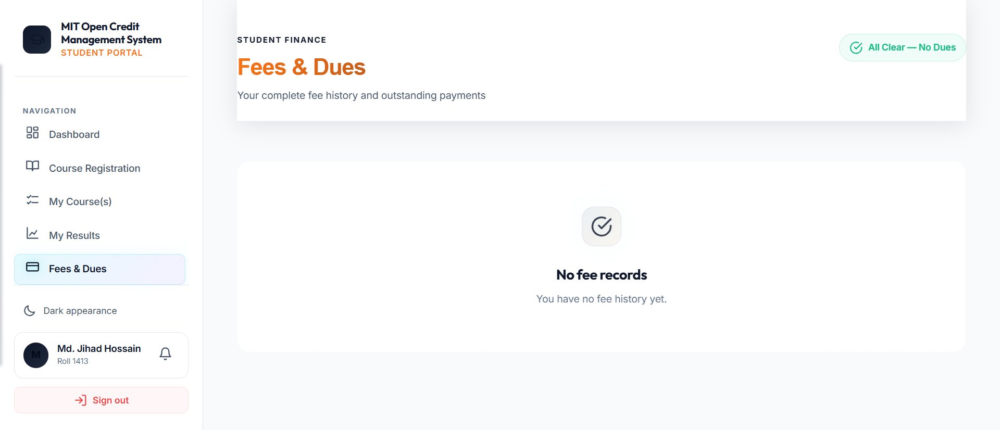 MIT Open Credit
Management System
STUDENT PORTAL
NAVIGATION
Dashboard
Course Registration
My Course(s)
My Results
Fees & Dues
Dark appearance
M
Md. Jihad Hossain
Roll 1413
Sign out
STUDENT FINANCE
Fees & Dues
Your complete fee history and outstanding payments
All Clear — No Dues
No fee records
You have no fee history yet.